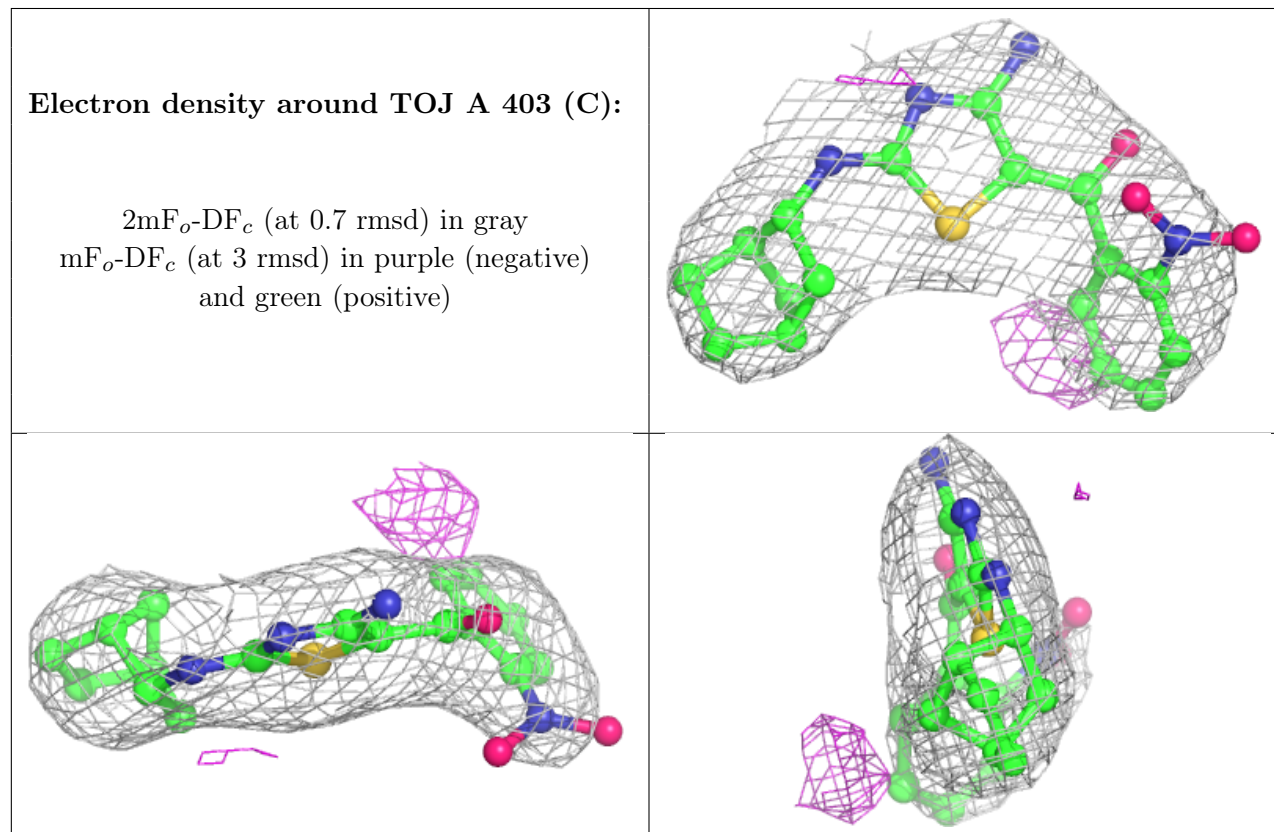 Electron density around TOJ A 403 (C):
2mFo-DFc (at 0.7 rmsd) in gray
mFo-DFc (at 3 rmsd) in purple (negative)
and green (positive)